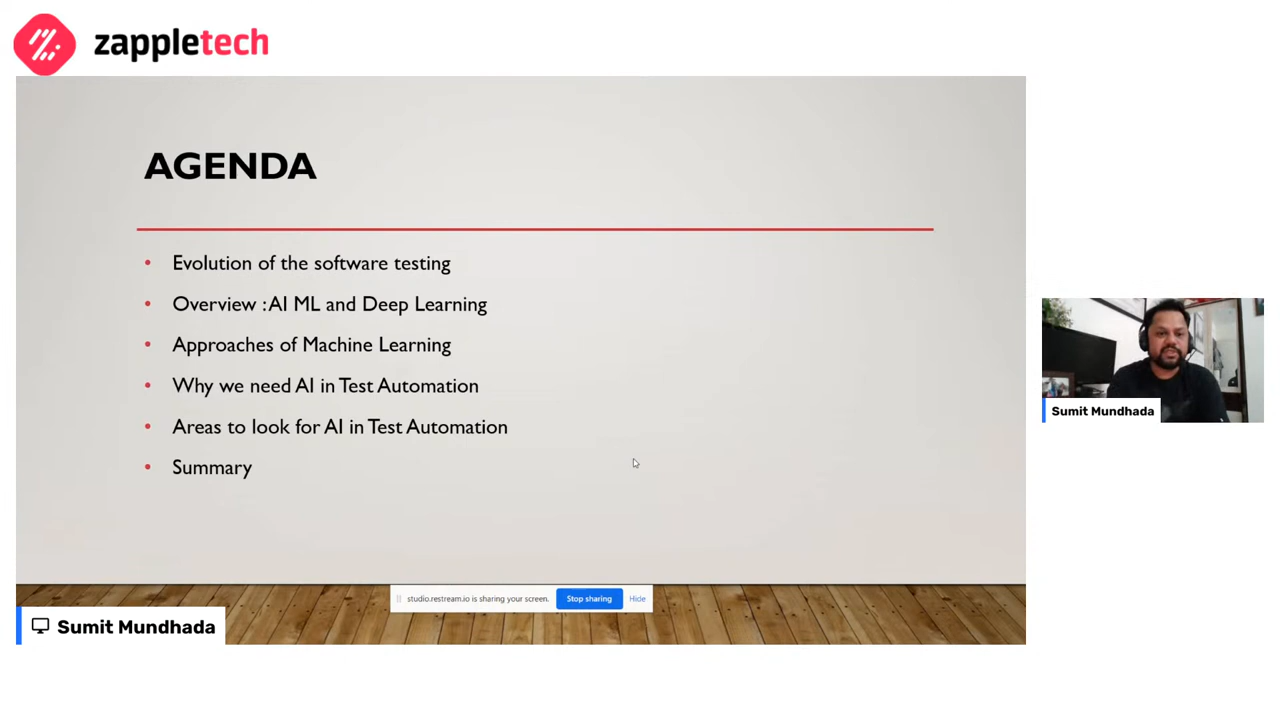 zappletech
AGENDA
• Evolution of the software testing
• Overview : AI ML and Deep Learning
• Approaches of Machine Learning
• Why we need AI in Test Automation
• Areas to look for AI in Test Automation
• Summary
Sumit Mundhada
studio.restream.io is sharing your screen. Stop sharing Hide
Sumit Mundhada